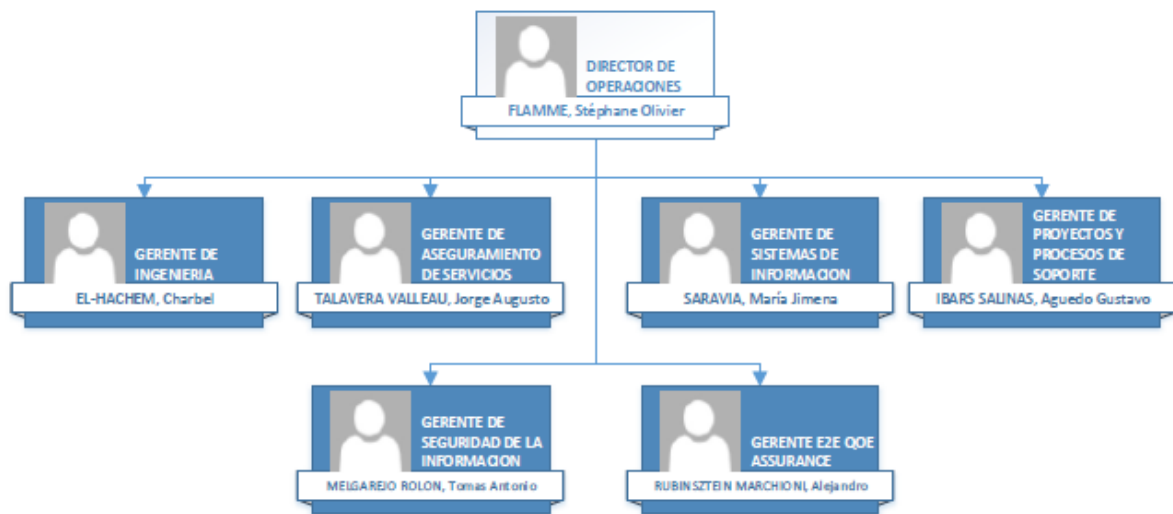 DIRECTOR DE
OPERACIONES
FLAMME, Stéphane Olivier
GERENTE DE
INGENIERIA
EL-HACHEM, Charbel
GERENTE DE
ASEGURAMIENTO
DE SERVICIOS
TALAVERA VALLEAU, Jorge Augusto
GERENTE DE
SISTEMAS DE
INFORMACION
SARAVIA, María Jimena
GERENTE DE
PROYECTOS Y
PROCESOS DE
SOPORTE
IBARS SALINAS, Aguedo Gustavo
GERENTE DE
SEGURIDAD DE LA
INFORMACION
MELGAREJO ROLON, Tomas Antonio
GERENTE E2E QOE
ASSURANCE
RUBINSZTEIN MARCHIONI, Alejandro